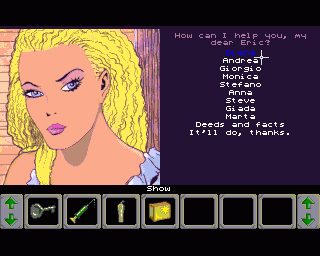 How can I help you, my
dear Eric?
Andrea
Giorgio
Monica
Stefano
Anna
Steve
Giada
Marta
Deeds and facts
It'll do, thanks.
Show